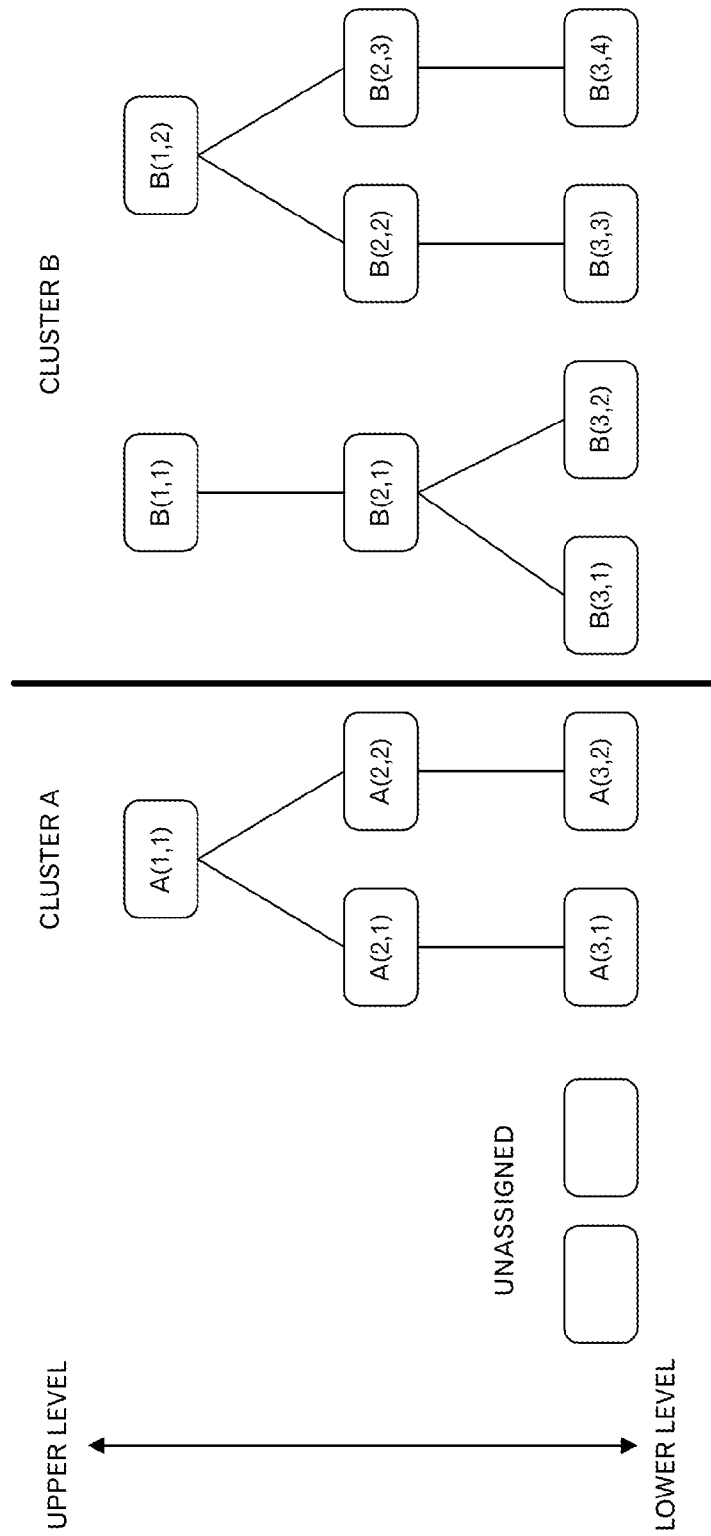 UPPER LEVEL
LOWER LEVEL
UNASSIGNED
CLUSTER A
A(1,1)
A(2,1)
A(2,2)
A(3,1)
A(3,2)
CLUSTER B
B(1,1)
B(1,2)
B(2,1)
B(2,2)
B(2,3)
B(3,1)
B(3,2)
B(3,3)
B(3,4)